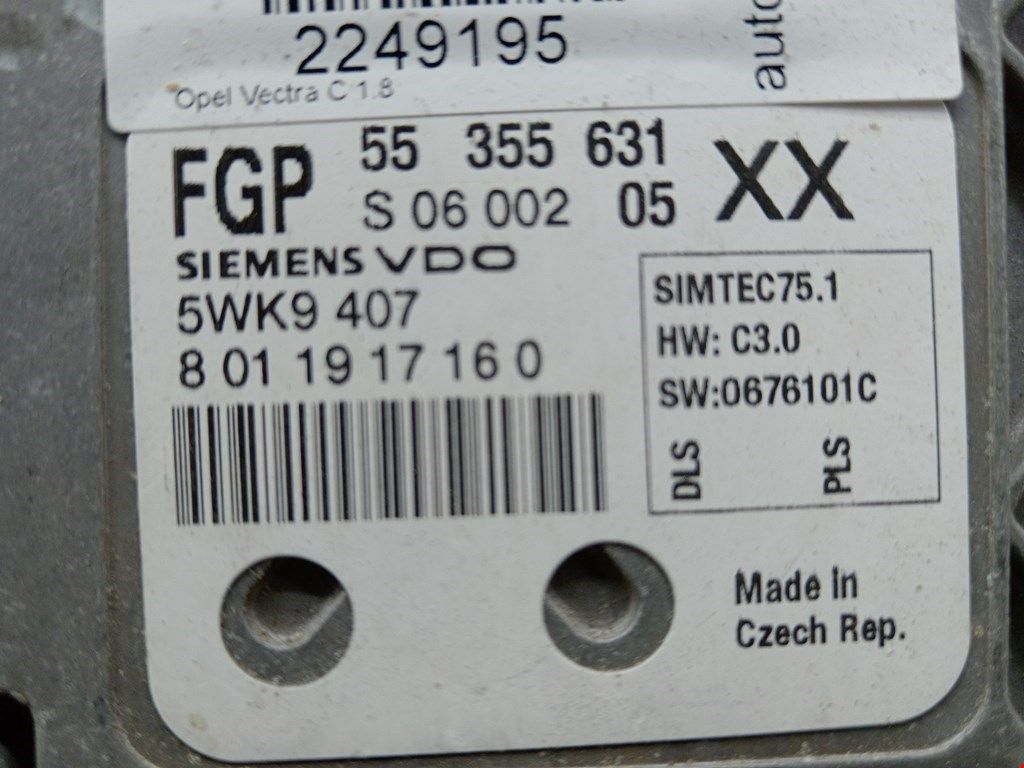 2249195
auto
Opel Vectra C 1.8
FGP 55 355 631 XX
S 06 002 05
SIEMENS VDO
5WK9 407
8 01 19 17 16 0
SIMTEC75.1
HW: C3.0
SW:0676101C
DLS PLS
Made in
Czech Rep.